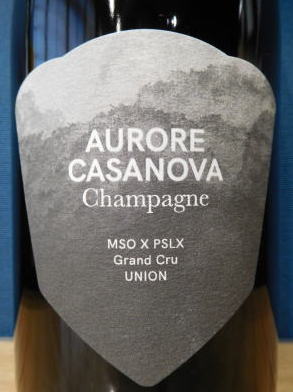 AURORE
CASANOVA
Champagne
MSO X PSLX
Grand Cru
UNION